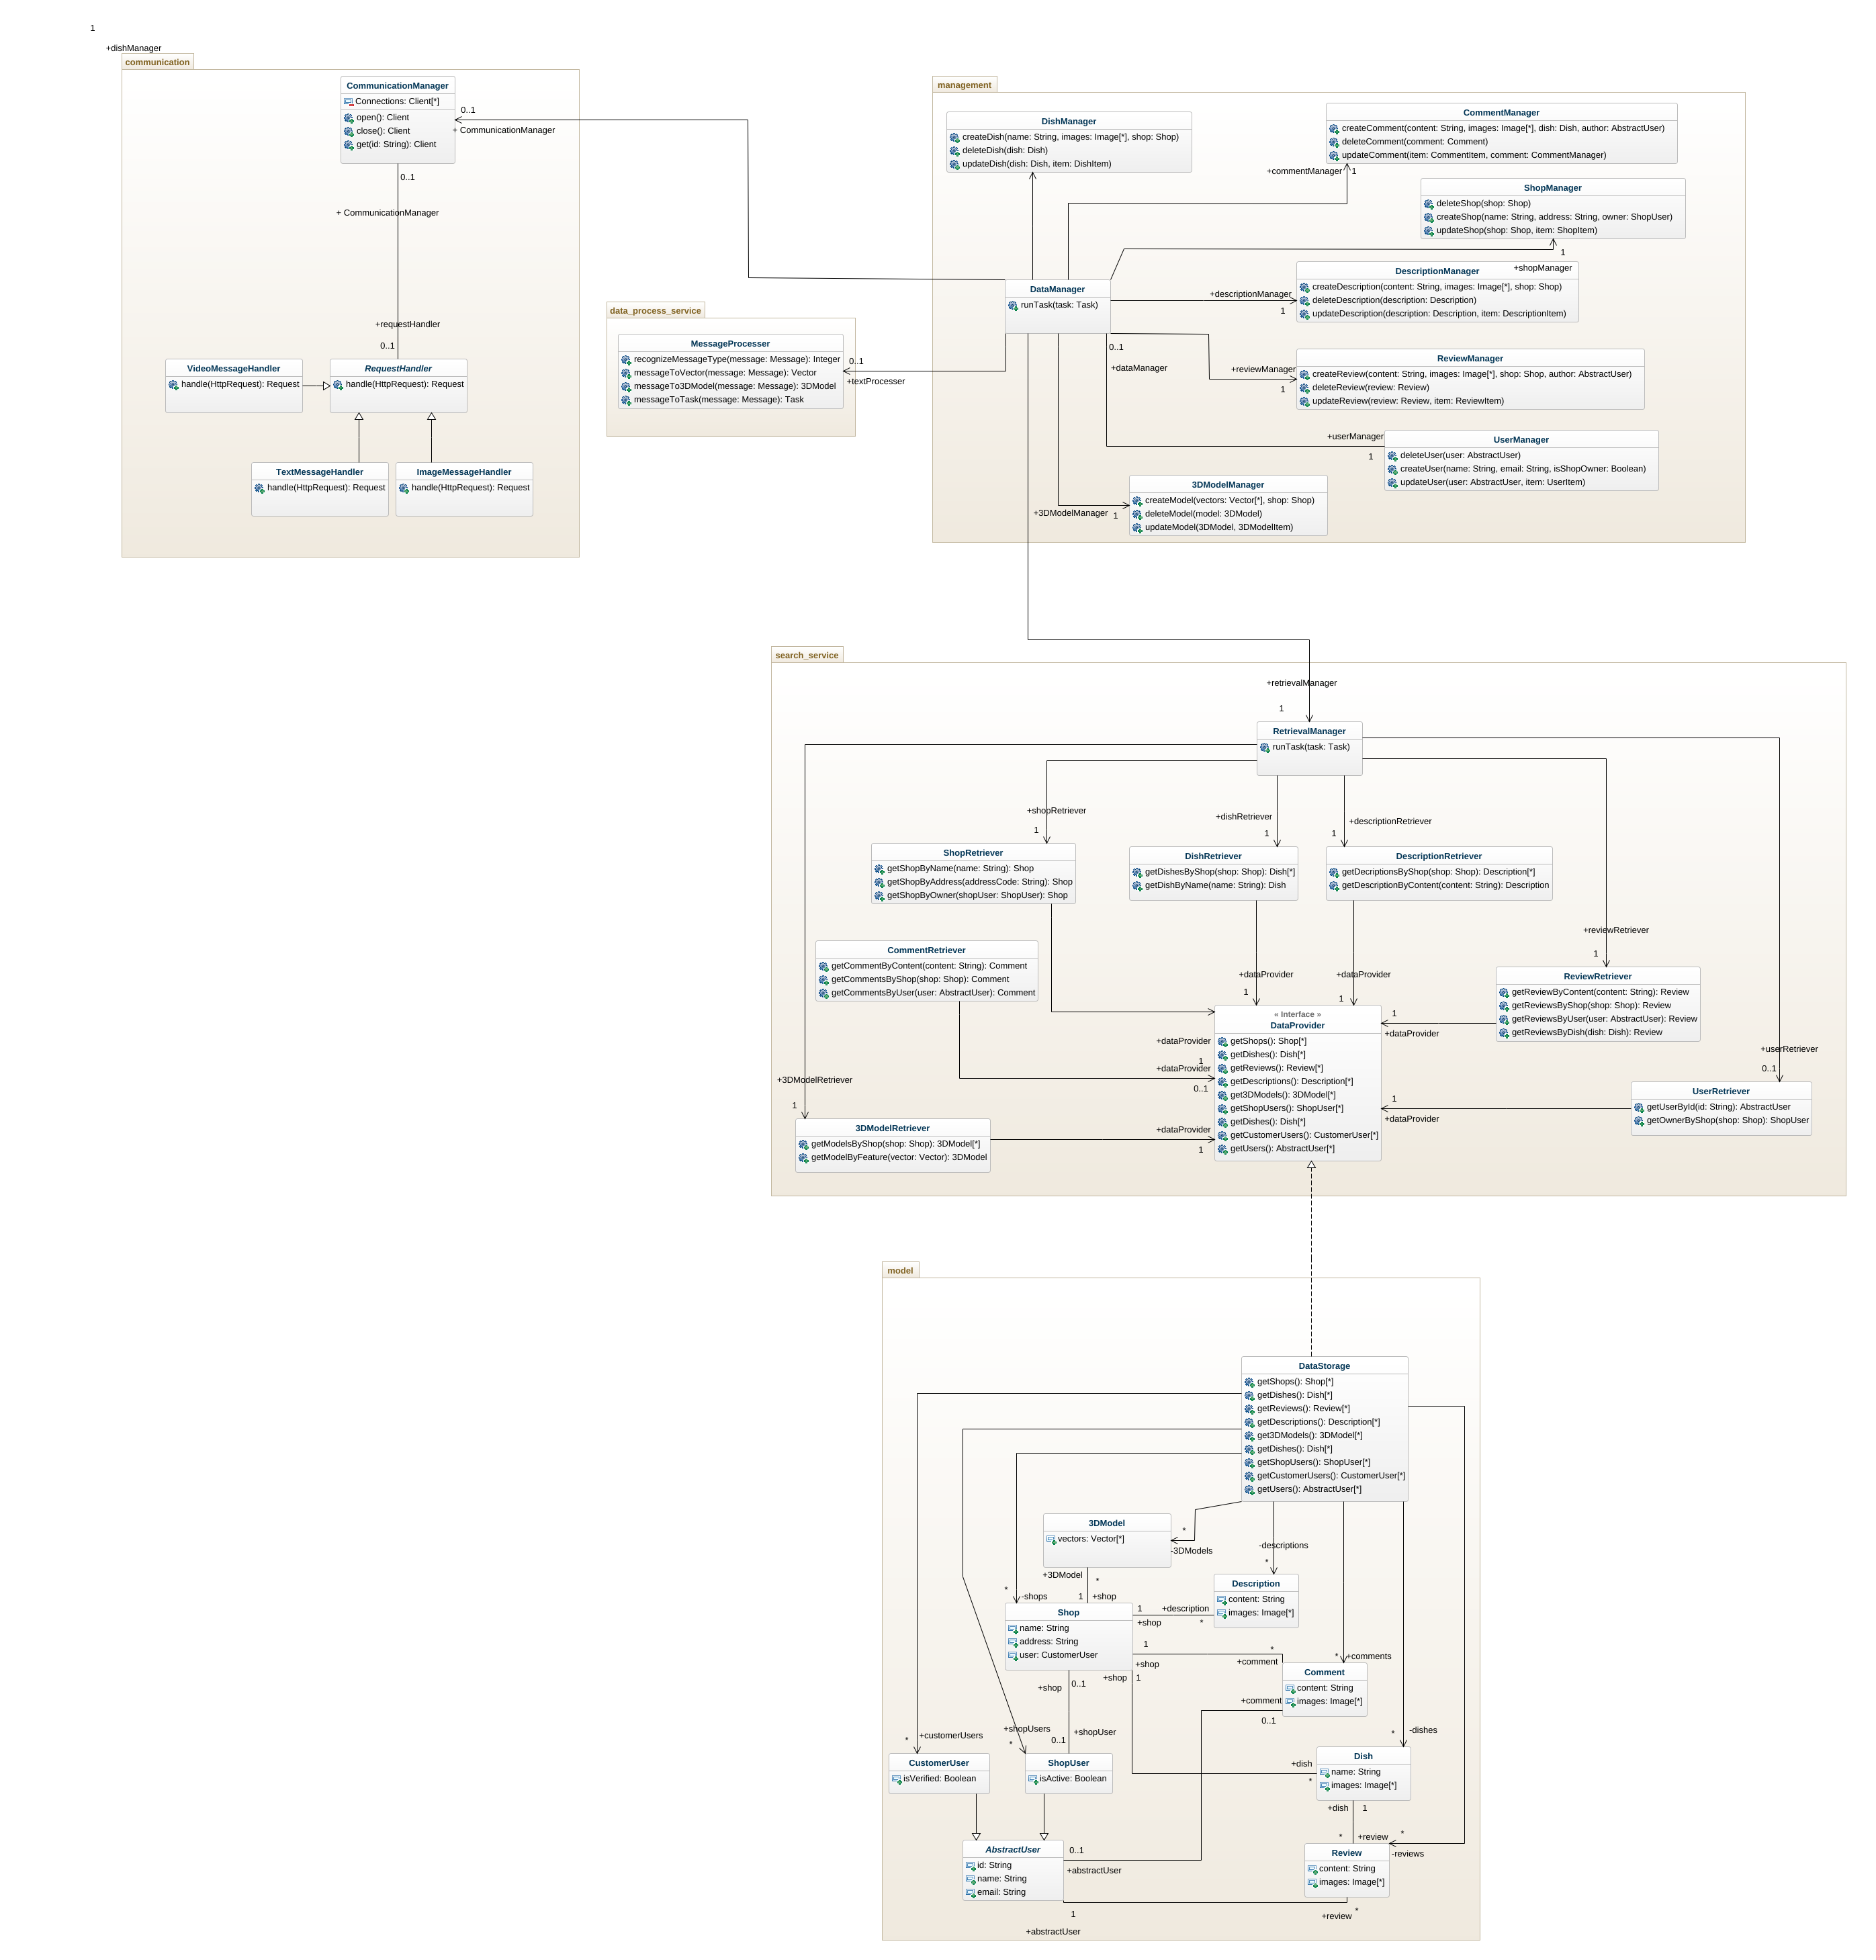 1
+dishManager
communication
CommunicationManager
Connections: Client[*]
open(): Client
close(): Client
get(id: String): Client
0..1
+ CommunicationManager
0..1
+ CommunicationManager
+requestHandler
0..1
VideoMessageHandler
handle(HttpRequest): Request
RequestHandler
handle(HttpRequest): Request
TextMessageHandler
handle(HttpRequest): Request
ImageMessageHandler
handle(HttpRequest): Request
data_process_service
MessageProcesser
recognizeMessageType(message: Message): Integer
messageToVector(message: Message): Vector
messageTo3DModel(message: Message): 3DModel
messageToTask(message: Message): Task
0..1
+textProcesser
management
DishManager
createDish(name: String, images: Image[*], shop: Shop)
deleteDish(dish: Dish)
updateDish(dish: Dish, item: DishItem)
CommentManager
createComment(content: String, images: Image[*], dish: Dish, author: AbstractUser)
deleteComment(comment: Comment)
updateComment(item: CommentItem, comment: CommentManager)
+commentManager
1
ShopManager
deleteShop(shop: Shop)
createShop(name: String, address: String, owner: ShopUser)
updateShop(shop: Shop, item: ShopItem)
1
+shopManager
DataManager
runTask(task: Task)
DescriptionManager
createDescription(content: String, images: Image[*], shop: Shop)
deleteDescription(description: Description)
updateDescription(description: Description, item: DescriptionItem)
+descriptionManager
1
0..1
+dataManager
ReviewManager
createReview(content: String, images: Image[*], shop: Shop, author: AbstractUser)
deleteReview(review: Review)
updateReview(review: Review, item: ReviewItem)
+reviewManager
1
UserManager
deleteUser(user: AbstractUser)
createUser(name: String, email: String, isShopOwner: Boolean)
updateUser(user: AbstractUser, item: UserItem)
+userManager
1
3DModelManager
createModel(vectors: Vector[*], shop: Shop)
deleteModel(model: 3DModel)
updateModel(3DModel, 3DModelItem)
+3DModelManager
1
search_service
+retrievalManager
1
RetrievalManager
runTask(task: Task)
+shopRetriever
1
+dishRetriever
1
+descriptionRetriever
1
ShopRetriever
getShopByName(name: String): Shop
getShopByAddress(addressCode: String): Shop
getShopByOwner(shopUser: ShopUser): Shop
DishRetriever
getDishesByShop(shop: Shop): Dish[*]
getDishByName(name: String): Dish
DescriptionRetriever
getDecriptionsByShop(shop: Shop): Description[*]
getDescriptionByContent(content: String): Description
CommentRetriever
getCommentByContent(content: String): Comment
getCommentsByShop(shop: Shop): Comment
getCommentsByUser(user: AbstractUser): Comment
+reviewRetriever
1
ReviewRetriever
getReviewByContent(content: String): Review
getReviewsByShop(shop: Shop): Review
getReviewsByUser(user: AbstractUser): Review
getReviewsByDish(dish: Dish): Review
+dataProvider
1
+dataProvider
1
« Interface »
DataProvider
getShops(): Shop[*]
getDishes(): Dish[*]
getReviews(): Review[*]
getDescriptions(): Description[*]
get3DModels(): 3DModel[*]
getShopUsers(): ShopUser[*]
getDishes(): Dish[*]
getCustomerUsers(): CustomerUser[*]
getUsers(): AbstractUser[*]
1
+dataProvider
+dataProvider
1
+dataProvider
0..1
+userRetriever
0..1
UserRetriever
getUserById(id: String): AbstractUser
getOwnerByShop(shop: Shop): ShopUser
1
+dataProvider
+3DModelRetriever
1
3DModelRetriever
getModelsByShop(shop: Shop): 3DModel[*]
getModelByFeature(vector: Vector): 3DModel
+dataProvider
1
model
DataStorage
getShops(): Shop[*]
getDishes(): Dish[*]
getReviews(): Review[*]
getDescriptions(): Description[*]
get3DModels(): 3DModel[*]
getDishes(): Dish[*]
getShopUsers(): ShopUser[*]
getCustomerUsers(): CustomerUser[*]
getUsers(): AbstractUser[*]
3DModel
vectors: Vector[*]
*
-3DModels
-descriptions
*
+3DModel
*
1
+shop
*
-shops
Description
content: String
images: Image[*]
Shop
name: String
address: String
user: CustomerUser
1
+shop
+description
*
1
+shop
*
+comment
*
+comments
Comment
content: String
images: Image[*]
+shop
1
+shop
0..1
+comment
0..1
+shopUser
0..1
+customerUsers
*
+shopUsers
*
-dishes
*
CustomerUser
isVerified: Boolean
ShopUser
isActive: Boolean
Dish
name: String
images: Image[*]
+dish
*
+dish
1
*
+review
*
-reviews
AbstractUser
id: String
name: String
email: String
0..1
+abstractUser
Review
content: String
images: Image[*]
1
+abstractUser
+review
*